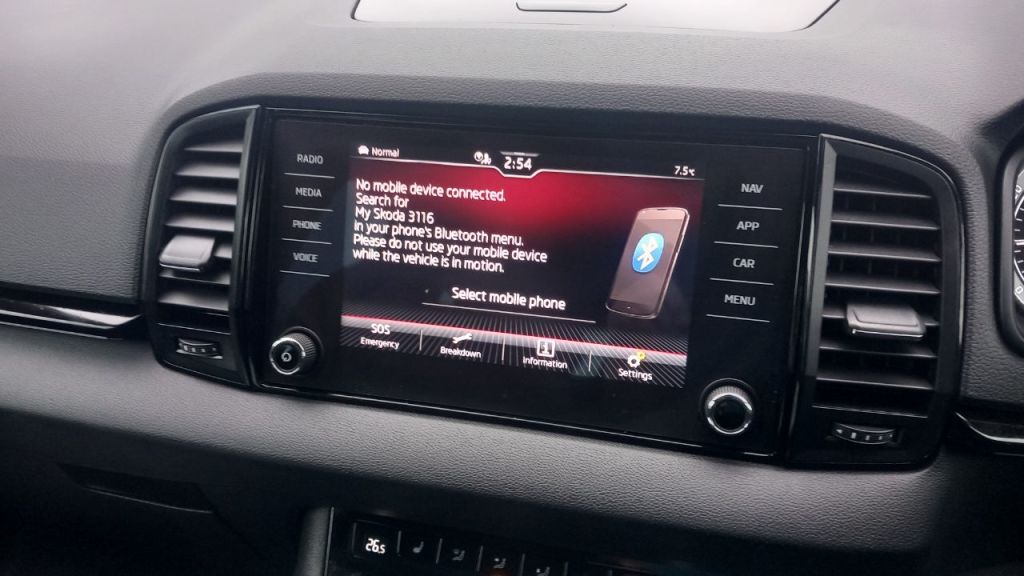 Normal
2:54
7.5°C
RADIO
MEDIA
PHONE
VOICE
No mobile device connected.
Search for
My Skoda 3116
in your phone's Bluetooth menu.
Please do not use your mobile device
while the vehicle is in motion.
Select mobile phone
SOS
Emergency
Breakdown
Information
Settings
NAV
APP
CAR
MENU
26.5